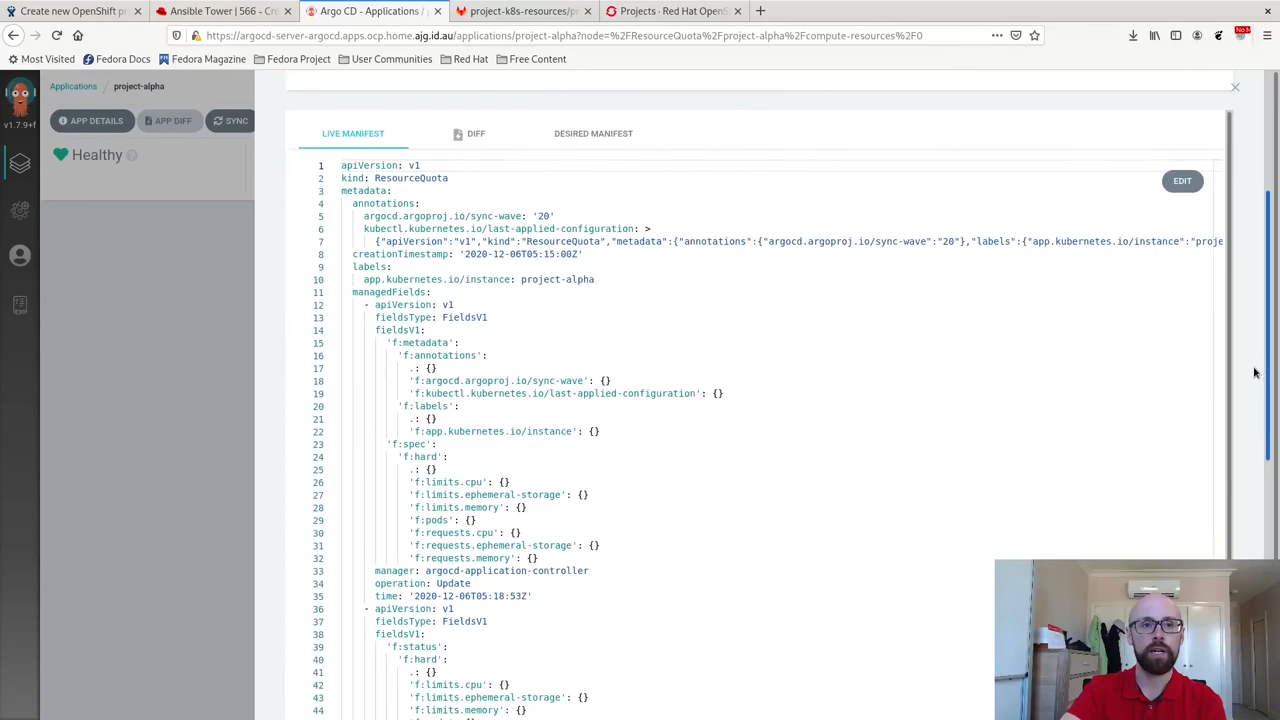 Create new OpenShift pr
Ansible Tower | 566 - Cre
Argo CD - Applications / p
project-k8s-resources/pr
Projects · Red Hat OpenS
https://argocd-server-argocd.apps.ocp.home.ajg.id.au/applications/project-alpha?node=%2FResourceQuota%2Fproject-alpha%2Fcompute-resources%2F0
Most Visited
Fedora Docs
Fedora Magazine
Fedora Project
User Communities
Red Hat
Free Content
v1.7.9+f
Applications
project-alpha
APP DETAILS
APP DIFF
SYNC
Healthy
LIVE MANIFEST
DIFF
DESIRED MANIFEST
EDIT
1 apiVersion: v1
2 kind: ResourceQuota
3 metadata:
4 annotations:
5 argocd.argoproj.io/sync-wave: '20'
6 kubectl.kubernetes.io/last-applied-configuration: >
7 {"apiVersion":"v1","kind":"ResourceQuota","metadata":{"annotations":{"argocd.argoproj.io/sync-wave":"20"},"labels":{"app.kubernetes.io/instance":"proje
8 creationTimestamp: '2020-12-06T05:15:00Z'
9 labels:
10 app.kubernetes.io/instance: project-alpha
11 managedFields:
12 - apiVersion: v1
13 fieldsType: FieldsV1
14 fieldsV1:
15 'f:metadata':
16 'f:annotations':
17 .: {}
18 'f:argocd.argoproj.io/sync-wave': {}
19 'f:kubectl.kubernetes.io/last-applied-configuration': {}
20 'f:labels':
21 .: {}
22 'f:app.kubernetes.io/instance': {}
23 'f:spec':
24 'f:hard':
25 .: {}
26 'f:limits.cpu': {}
27 'f:limits.ephemeral-storage': {}
28 'f:limits.memory': {}
29 'f:pods': {}
30 'f:requests.cpu': {}
31 'f:requests.ephemeral-storage': {}
32 'f:requests.memory': {}
33 manager: argocd-application-controller
34 operation: Update
35 time: '2020-12-06T05:18:53Z'
36 - apiVersion: v1
37 fieldsType: FieldsV1
38 fieldsV1:
39 'f:status':
40 'f:hard':
41 .: {}
42 'f:limits.cpu': {}
43 'f:limits.ephemeral-storage': {}
44 'f:limits.memory': {}